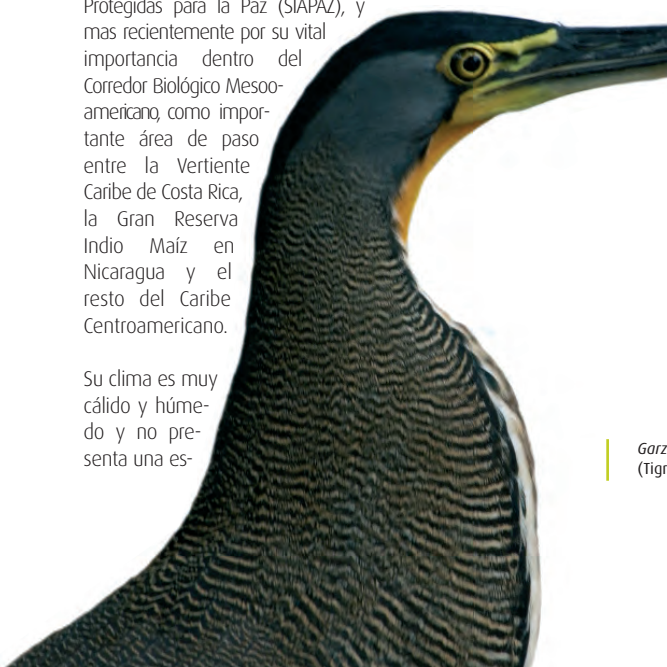 Protegidas para la Paz (SIAPAZ), y
mas recientemente por su vital
importancia dentro del
Corredor Biológico Mesoo-
americano, como impor-
tante área de paso
entre la Vertiente
Caribe de Costa Rica,
la Gran Reserva
Indio Maíz en
Nicaragua y el
resto del Caribe
Centroamericano.
Su clima es muy
cálido y húme-
do y no pre-
senta una es-
Garz
(Tigr